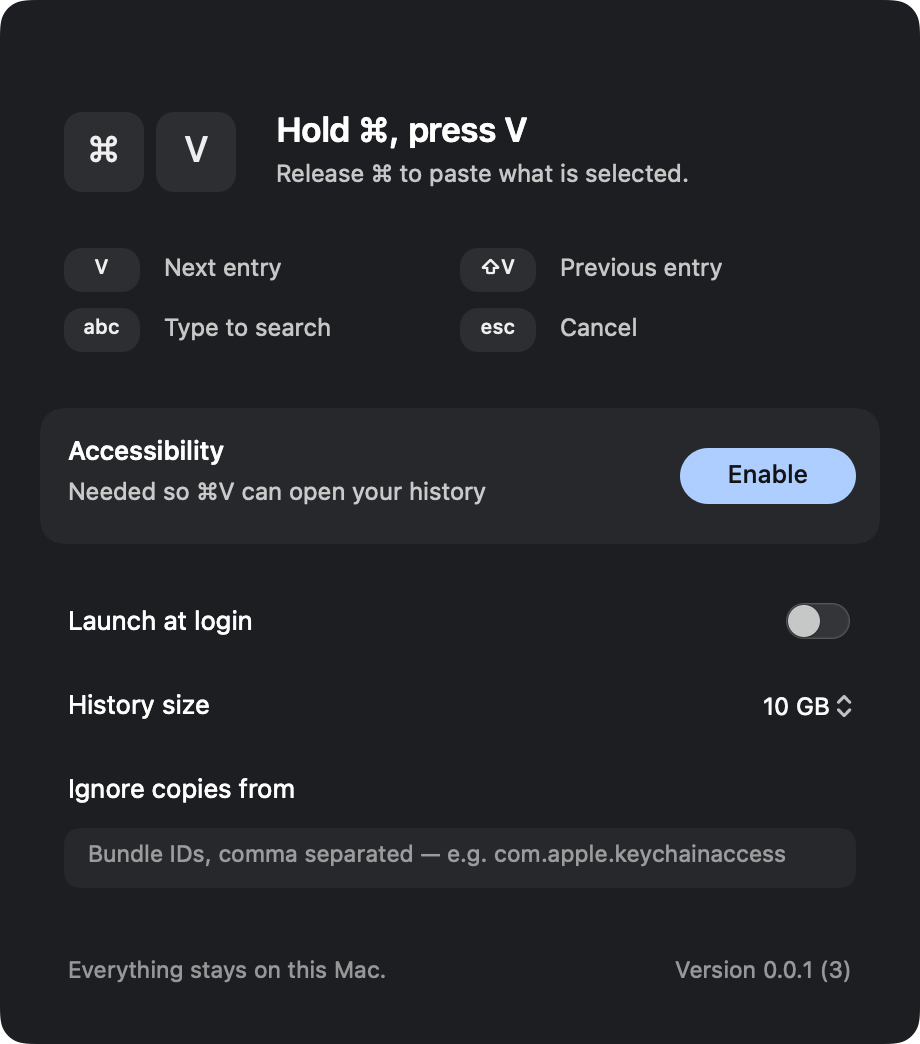 ⌘ V
Hold ⌘, press V
Release ⌘ to paste what is selected.
V Next entry
⇧V Previous entry
abc Type to search
esc Cancel
Accessibility
Needed so ⌘V can open your history
Enable
Launch at login
History size
10 GB
Ignore copies from
Bundle IDs, comma separated — e.g. com.apple.keychainaccess
Everything stays on this Mac.
Version 0.0.1 (3)